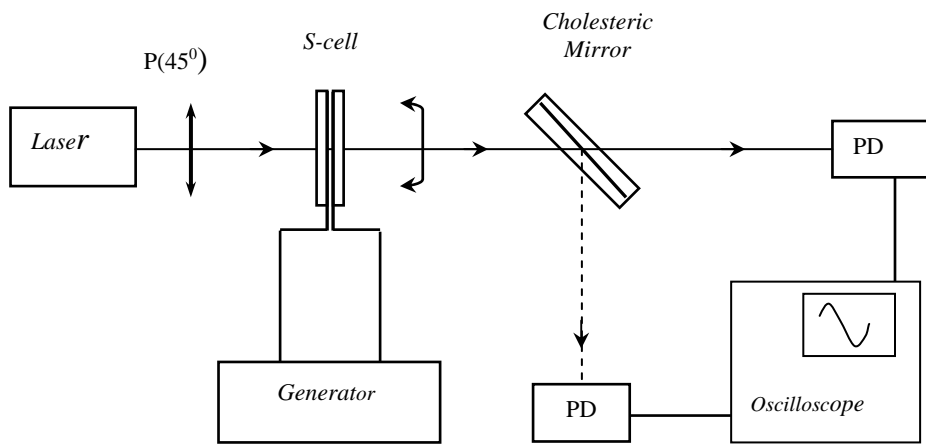 Cholesteric
Mirror
S-cell
P(45⁰)
Laser
PD
Generator
PD
Oscilloscope